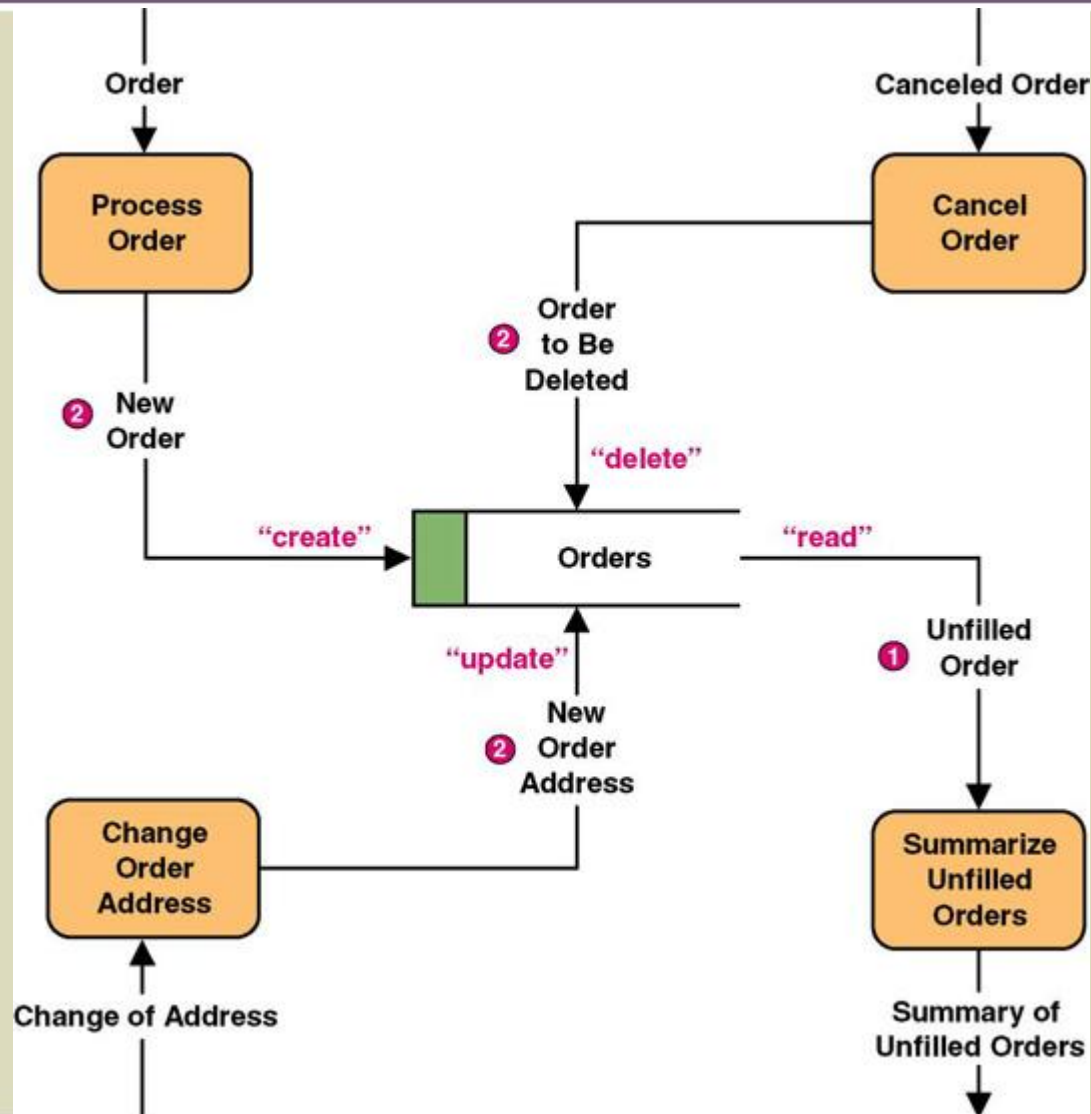 Order
Canceled Order
Process
Order
Cancel
Order
Order
to Be
Deleted
2
New
Order
2
“delete”
“create”
Orders
“read”
“update”
Unfilled
Order
1
New
Order
Address
2
Change
Order
Address
Summarize
Unfilled
Orders
Change of Address
Summary of
Unfilled Orders